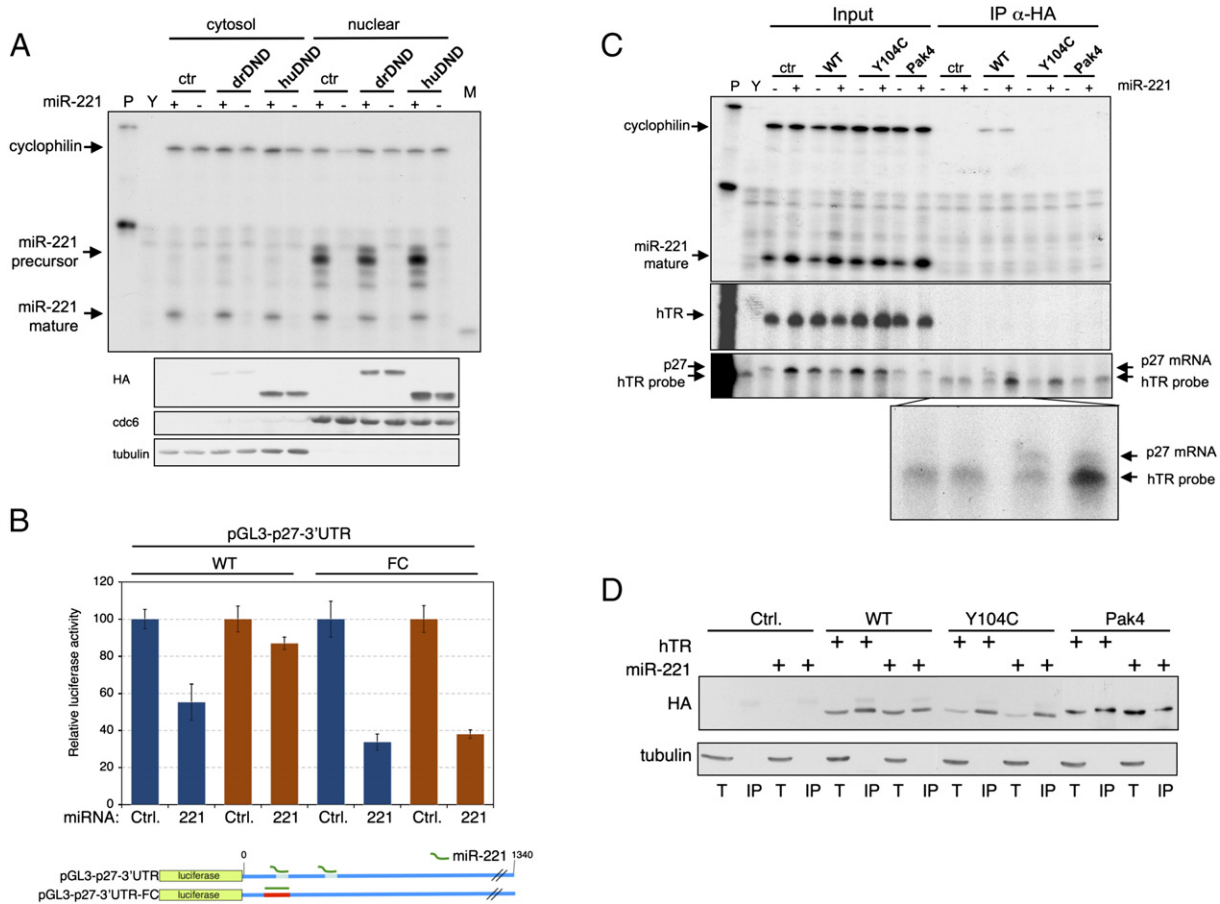 A
cytosol nuclear
ctr drDND huDND ctr drDND huDND
miR-221 P Y + - + - + - + - + - + - M
cyclophilin
miR-221
precursor
miR-221
mature
HA
cdc6
tubulin
B
pGL3-p27-3'UTR
WT FC
Relative luciferase activity
120
100
80
60
40
20
0
miRNA: Ctrl. 221 Ctrl. 221 Ctrl. 221 Ctrl. 221
0 miR-221 1340
pGL3-p27-3'UTR luciferase
pGL3-p27-3'UTR-FC luciferase
C
Input IP α-HA
ctr WT Y104C Pak4 ctr WT Y104C Pak4
P Y - + - + - + - + - + - + - + - + miR-221
cyclophilin
miR-221
mature
hTR
p27 p27 mRNA
hTR probe hTR probe
p27 mRNA
hTR probe
D
Ctrl. WT Y104C Pak4
hTR + + + + + +
miR-221 + + + + + + + +
HA
tubulin
T IP T IP T IP T IP T IP T IP T IP T IP